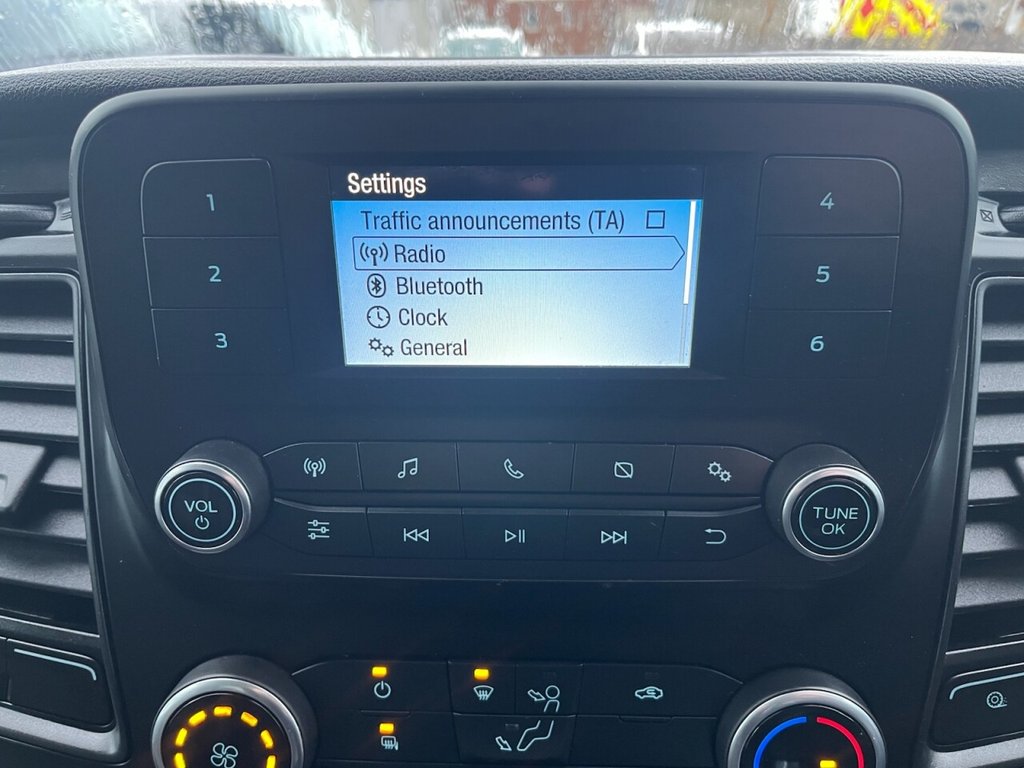 Settings
Traffic announcements (TA)
Radio
Bluetooth
Clock
General
1
2
3
4
5
6
VOL
TUNE
OK